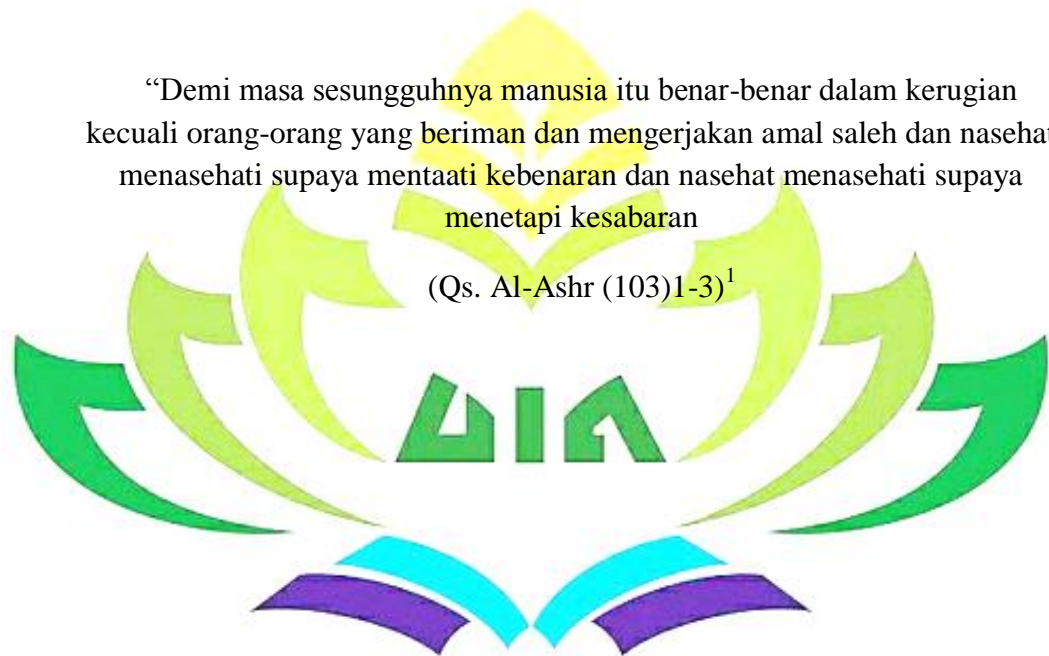 “Demi masa sesungguhnya manusia itu benar-benar dalam kerugian
kecuali orang-orang yang beriman dan mengerjakan amal saleh dan nasehat
menasehati supaya mentaati kebenaran dan nasehat menasehati supaya
menetapi kesabaran
(Qs. Al-Ashr (103)1-3)1